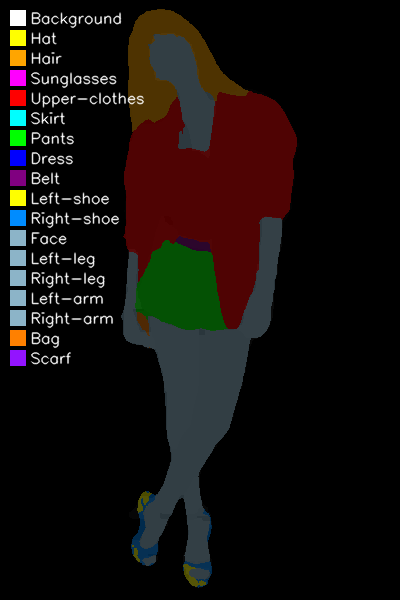 Background
Hat
Hair
Sunglasses
Upper-clothes
Skirt
Pants
Dress
Belt
Left-shoe
Right-shoe
Face
Left-leg
Right-leg
Left-arm
Right-arm
Bag
Scarf